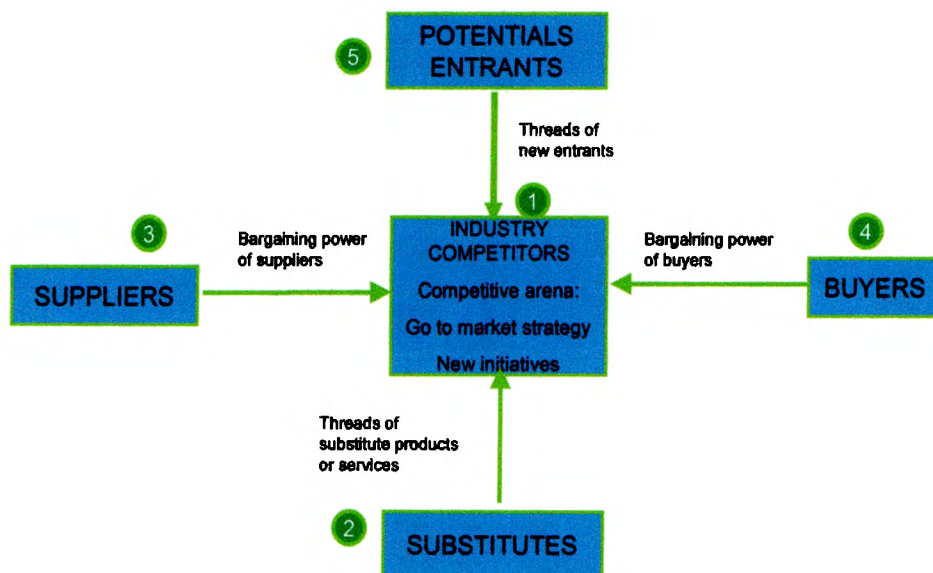 5
POTENTIALS
ENTRANTS
Threads of
new entrants
1
3
Bargaining power
of suppliers
INDUSTRY
COMPETITORS
Bargaining power
of buyers
4
SUPPLIERS
Competitive arena:
Go to market strategy
New initiatives
BUYERS
Threads of
substitute products
or services
2
SUBSTITUTES